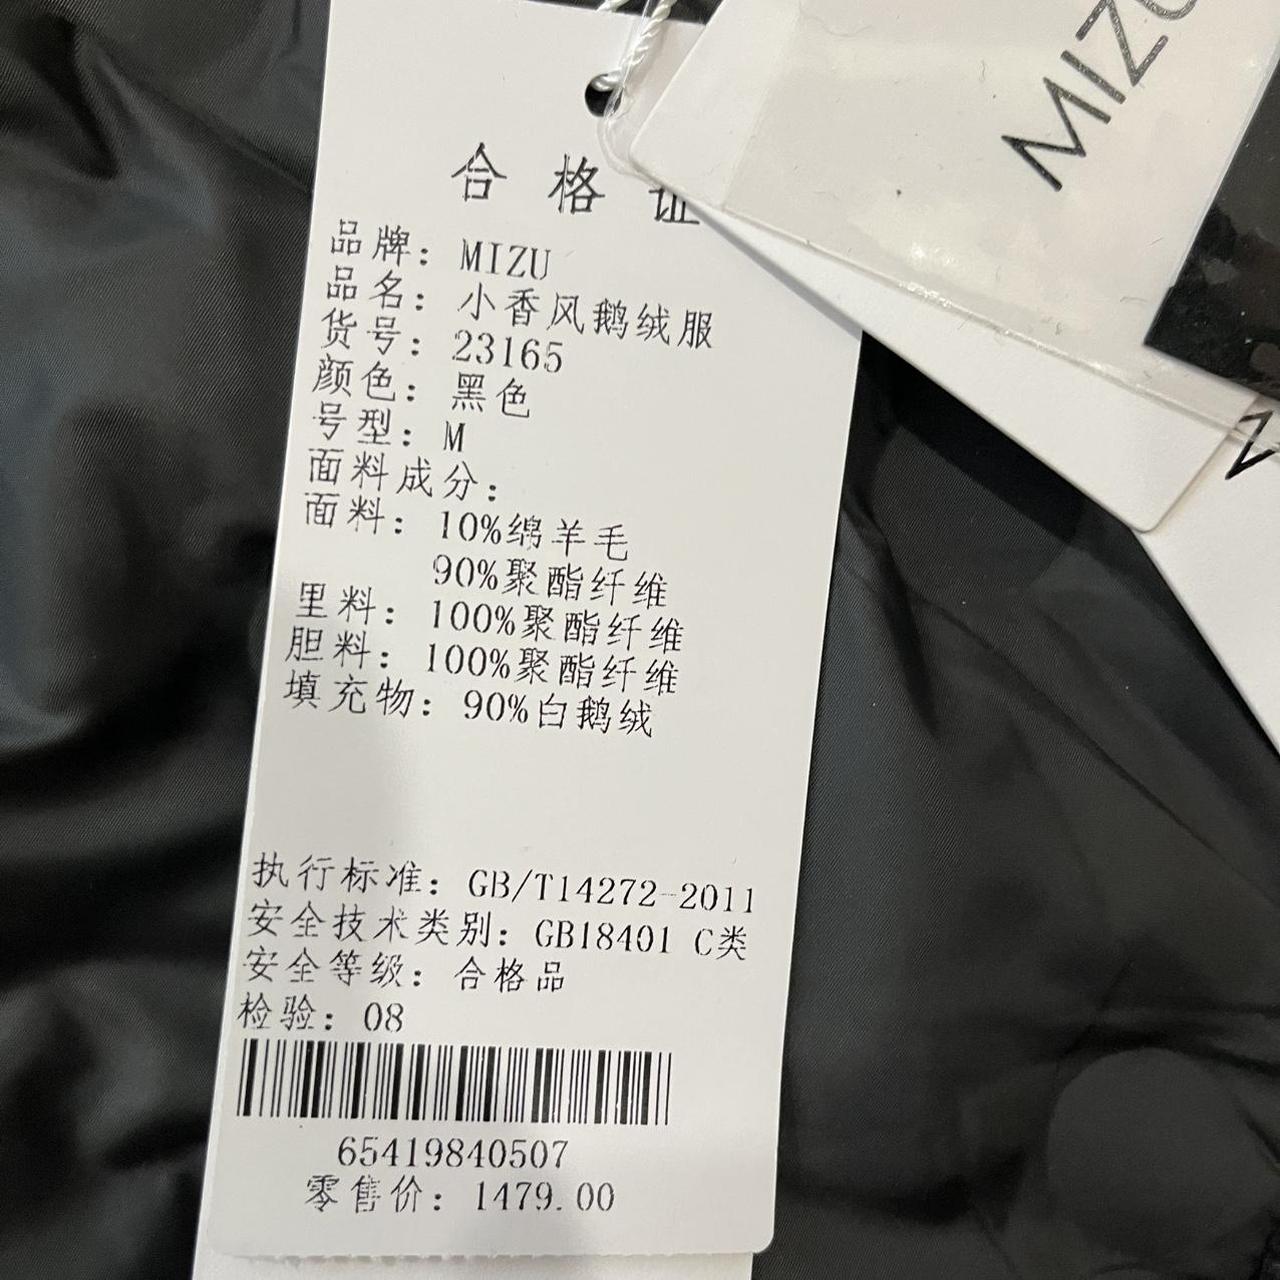 合格证
品牌：MIZU
品名：小香风鹅绒服
货号：23165
颜色：黑色
号型：M
面料成分：
面料：10%绵羊毛
90%聚酯纤维
里料：100%聚酯纤维
胆料：100%聚酯纤维
填充物：90%白鹅绒
执行标准：GB/T14272-2011
安全技术类别：GB18401 C类
安全等级：合格品
检验：08
65419840507
零售价：1479.00
MIZU